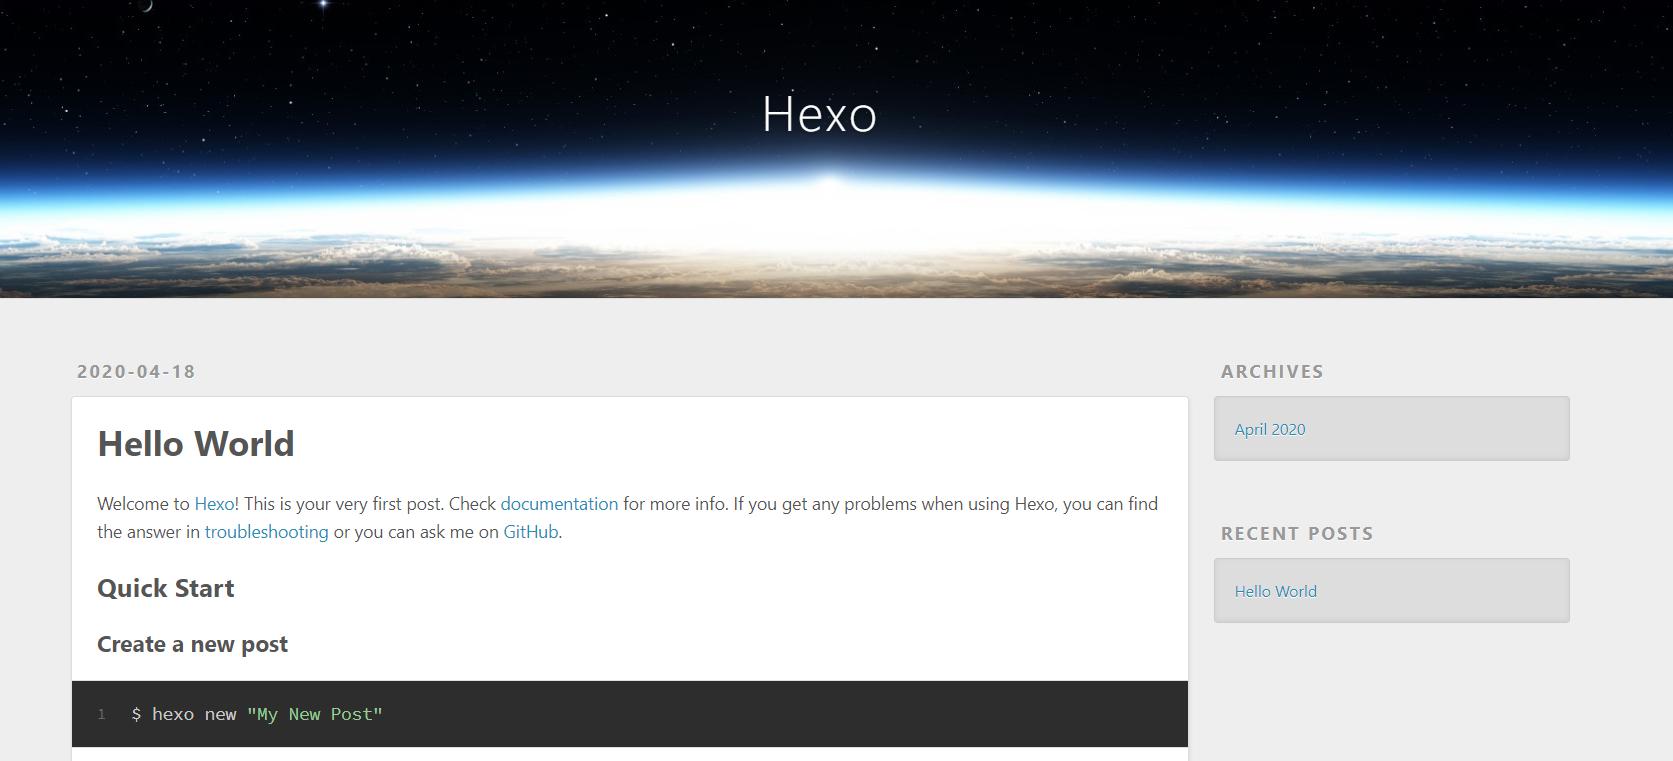 Hexo
2020-04-18
Hello World
Welcome to Hexo! This is your very first post. Check documentation for more info. If you get any problems when using Hexo, you can find
the answer in troubleshooting or you can ask me on GitHub.
Quick Start
Create a new post
1 $ hexo new "My New Post"
ARCHIVES
April 2020
RECENT POSTS
Hello World